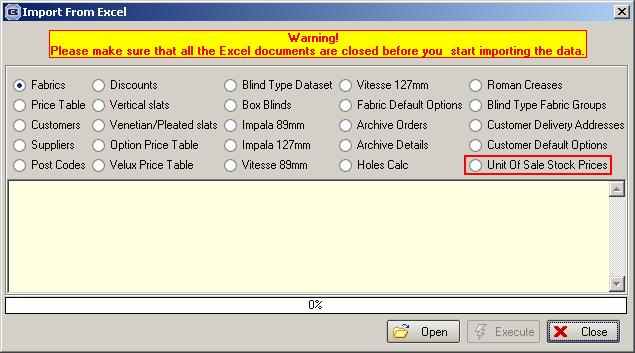 Import From Excel
Warning!
Please make sure that all the Excel documents are closed before you start importing the data.
Fabrics Discounts Blind Type Dataset Vitesse 127mm Roman Creases
Price Table Vertical slats Box Blinds Fabric Default Options Blind Type Fabric Groups
Customers Venetian/Pleated slats Impala 89mm Archive Orders Customer Delivery Addresses
Suppliers Option Price Table Impala 127mm Archive Details Customer Default Options
Post Codes Velux Price Table Vitesse 89mm Holes Calc Unit Of Sale Stock Prices
0%
Open Execute Close